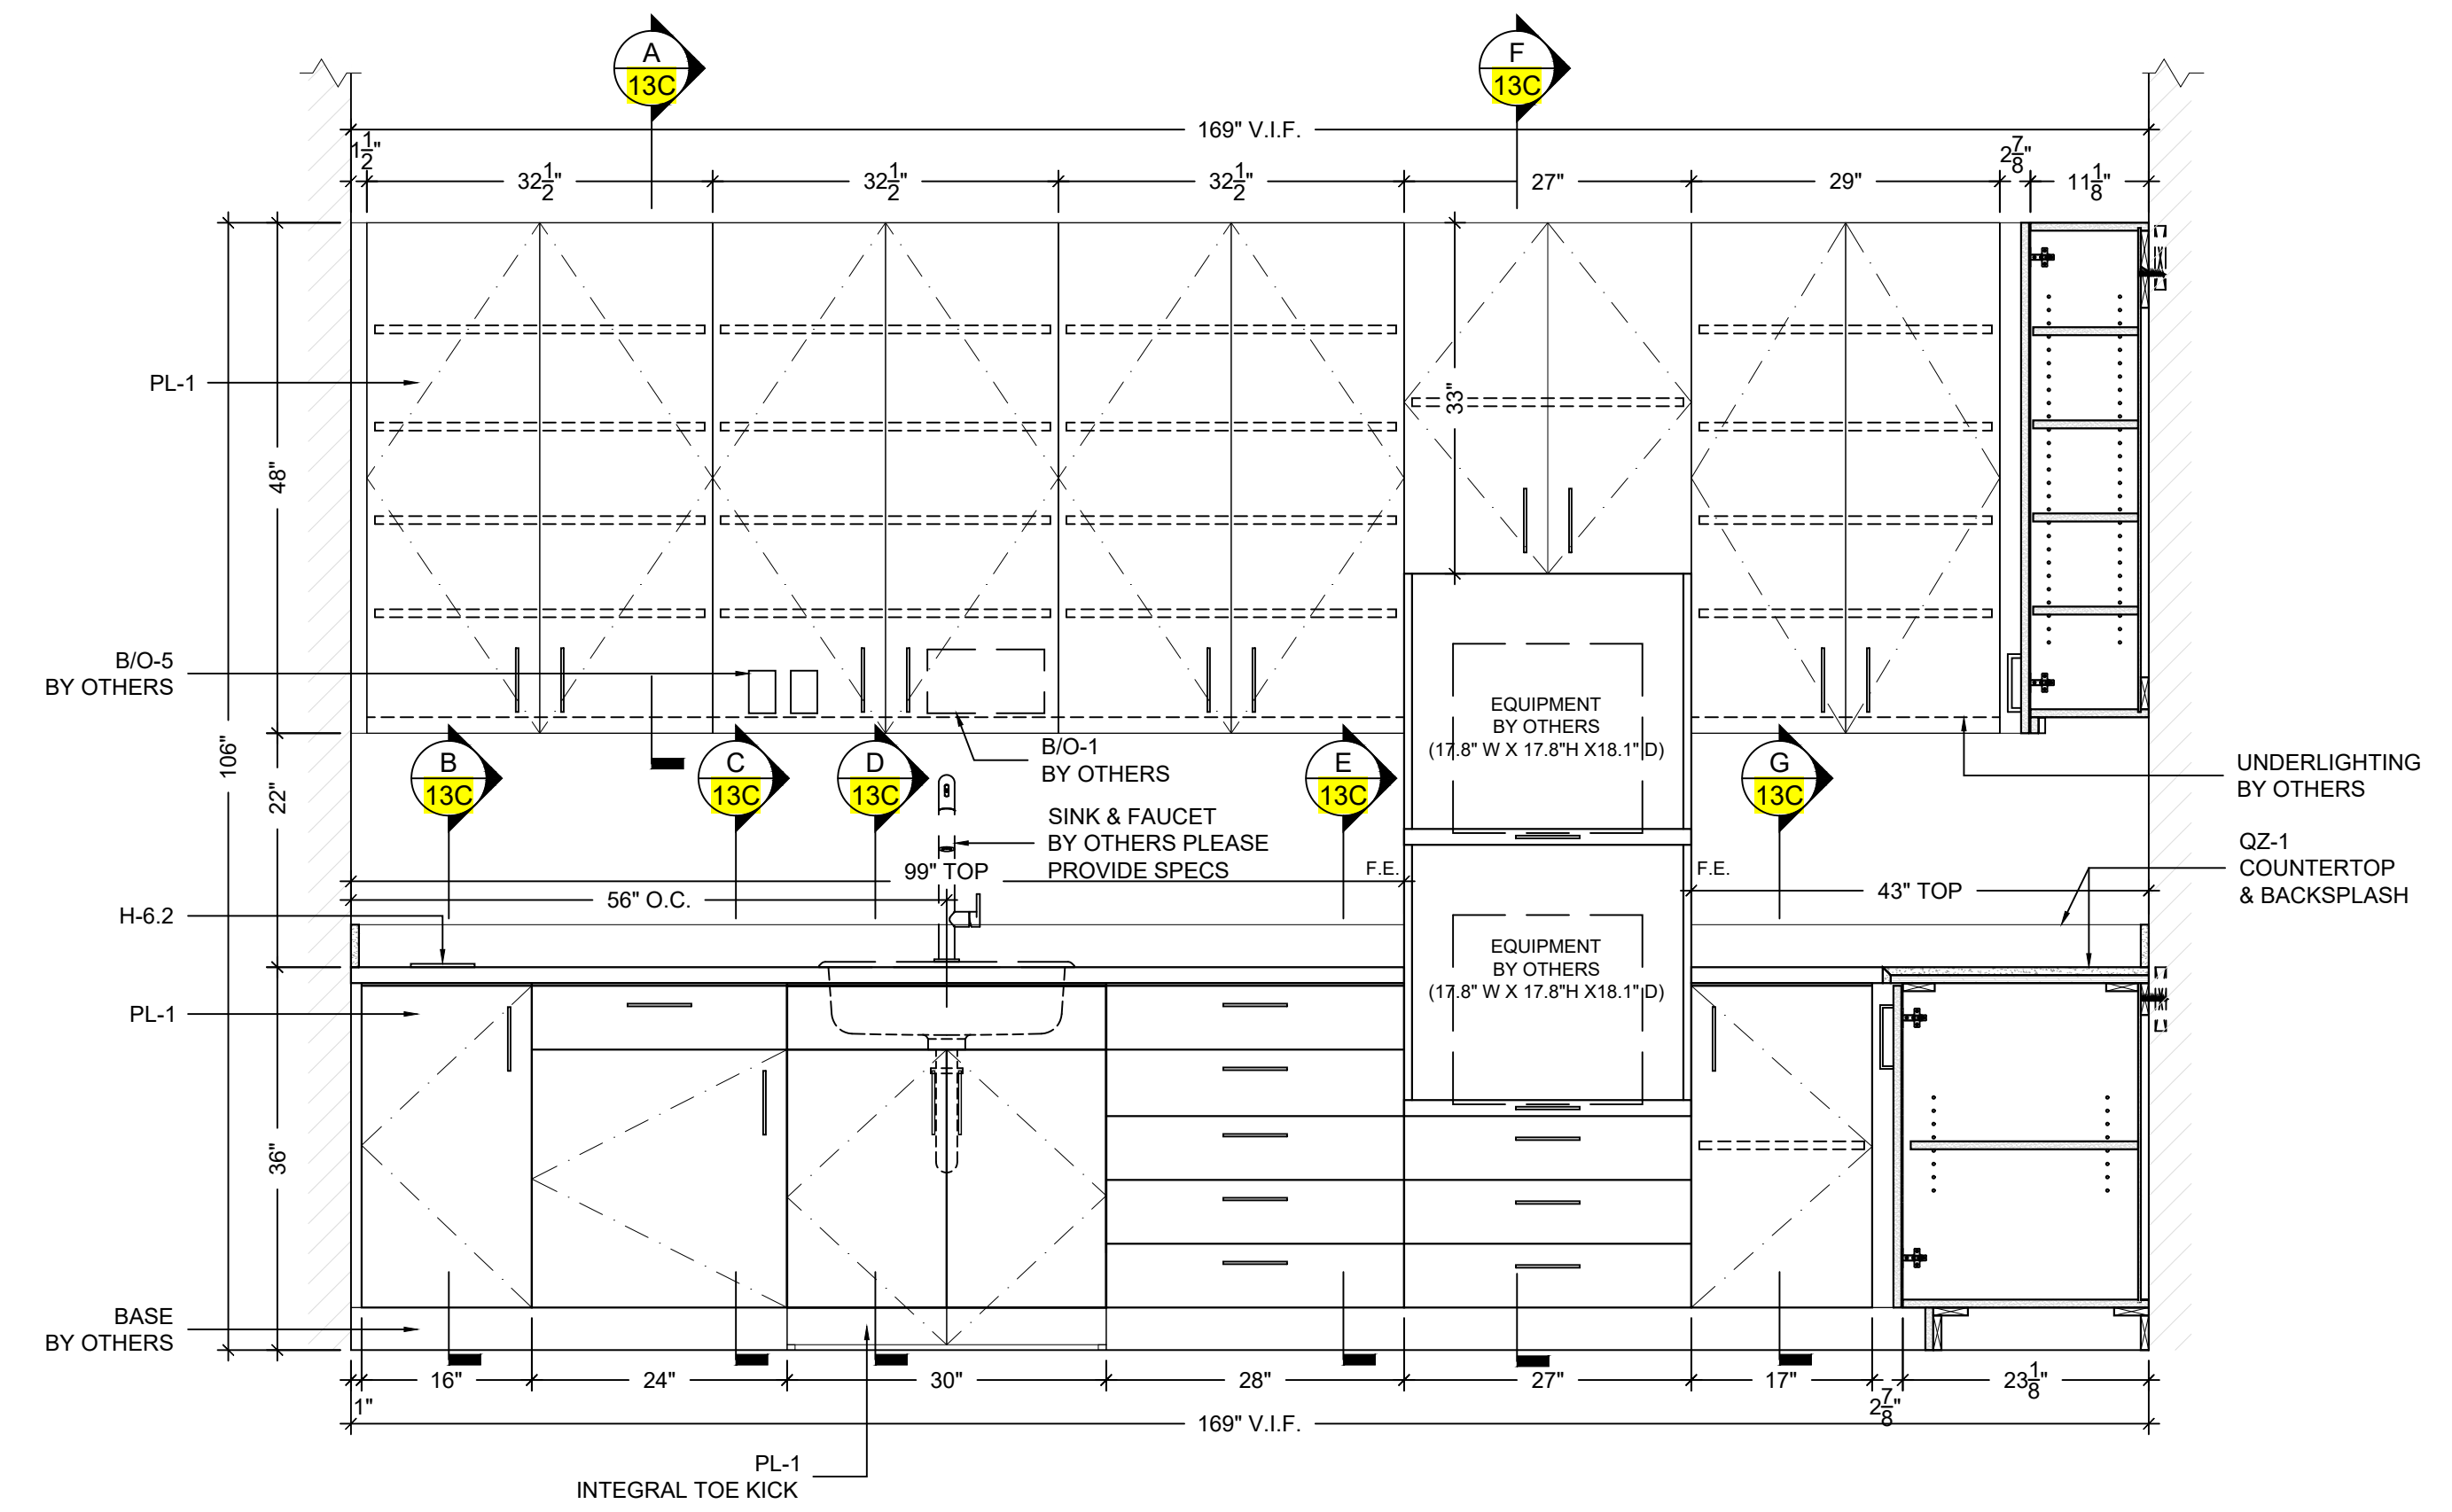 A
13C
F
13C
169" V.I.F.
1 1/2"
32 1/2"
32 1/2"
32 1/2"
27"
29"
2 7/8"
11 1/8"
PL-1
48"
33"
106"
B/O-5
BY OTHERS
EQUIPMENT
BY OTHERS
(17.8" W X 17.8"H X18.1" D)
B/O-1
BY OTHERS
B
13C
C
13C
D
13C
E
13C
G
13C
UNDERLIGHTING
BY OTHERS
22"
SINK & FAUCET
BY OTHERS PLEASE
PROVIDE SPECS
QZ-1
COUNTERTOP
& BACKSPLASH
99" TOP
F.E.
F.E.
56" O.C.
43" TOP
H-6.2
EQUIPMENT
BY OTHERS
(17.8" W X 17.8"H X18.1" D)
PL-1
36"
BASE
BY OTHERS
1"
16"
24"
30"
28"
27"
17"
2 7/8"
23 1/8"
169" V.I.F.
PL-1
INTEGRAL TOE KICK